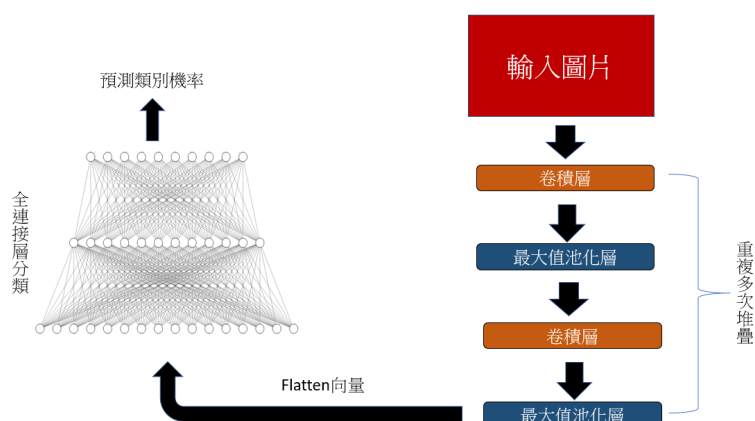 輸入圖片
卷積層
最大值池化層
卷積層
最大值池化層
重複多次堆疊
Flatten向量
全連接層分類
預測類別機率